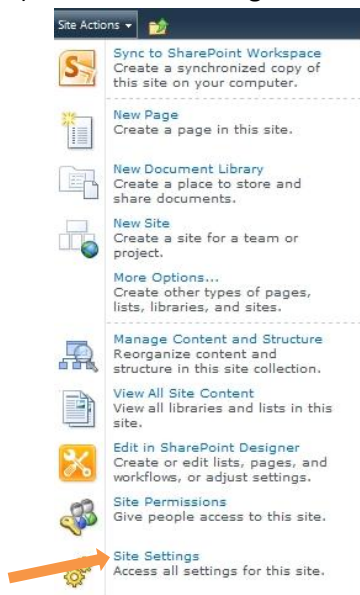 Site Actions
Sync to SharePoint Workspace
Create a synchronized copy of
this site on your computer.
New Page
Create a page in this site.
New Document Library
Create a place to store and
share documents.
New Site
Create a site for a team or
project.
More Options...
Create other types of pages,
lists, libraries, and sites.
Manage Content and Structure
Reorganize content and
structure in this site collection.
View All Site Content
View all libraries and lists in this
site.
Edit in SharePoint Designer
Create or edit lists, pages, and
workflows, or adjust settings.
Site Permissions
Give people access to this site.
Site Settings
Access all settings for this site.